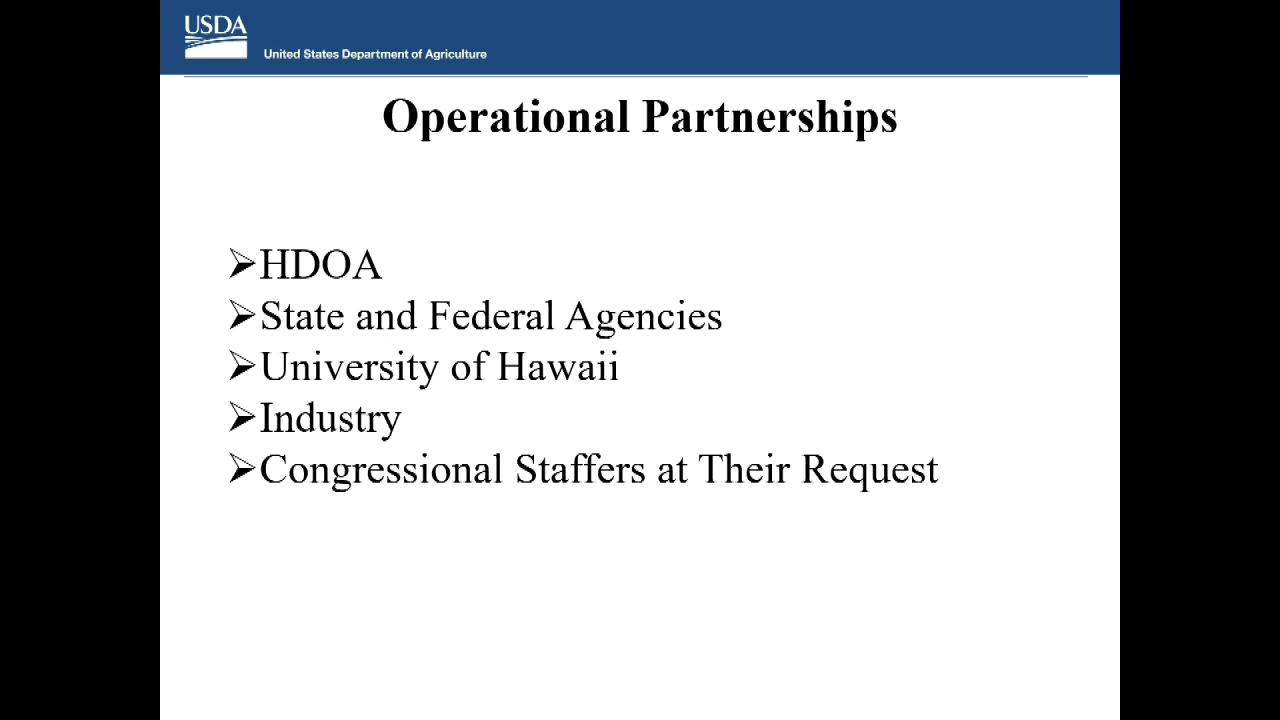 USDA
United States Department of Agriculture
Operational Partnerships
➢HDOA
➢State and Federal Agencies
➢University of Hawaii
➢Industry
➢Congressional Staffers at Their Request